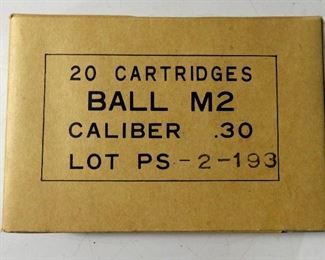 20 CARTRIDGES
BALL M2
CALIBER .30
LOT PS-2-193